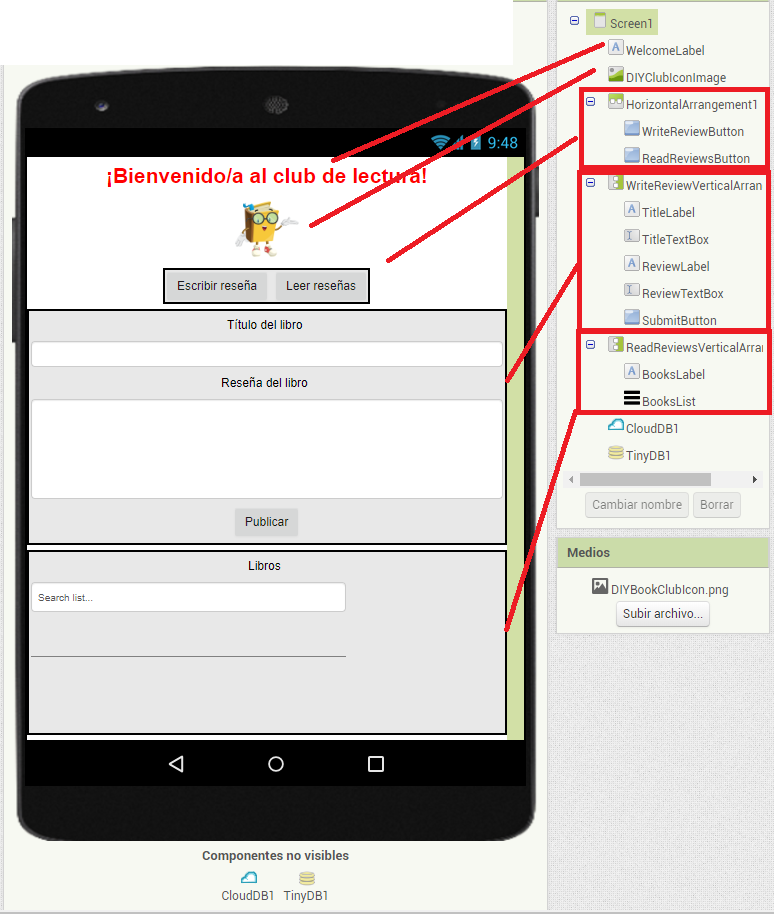 9:48
¡Bienvenido/a al club de lectura!
Escribir reseña
Leer reseñas
Título del libro
Reseña del libro
Publicar
Libros
Search list...
Componentes no visibles
CloudDB1
TinyDB1
Screen1
WelcomeLabel
DIYClubIconImage
HorizontalArrangement1
WriteReviewButton
ReadReviewsButton
WriteReviewVerticalArran
TitleLabel
TitleTextBox
ReviewLabel
ReviewTextBox
SubmitButton
ReadReviewsVerticalArra
BooksLabel
BooksList
CloudDB1
TinyDB1
Cambiar nombre
Borrar
Medios
DIYBookClubIcon.png
Subir archivo...